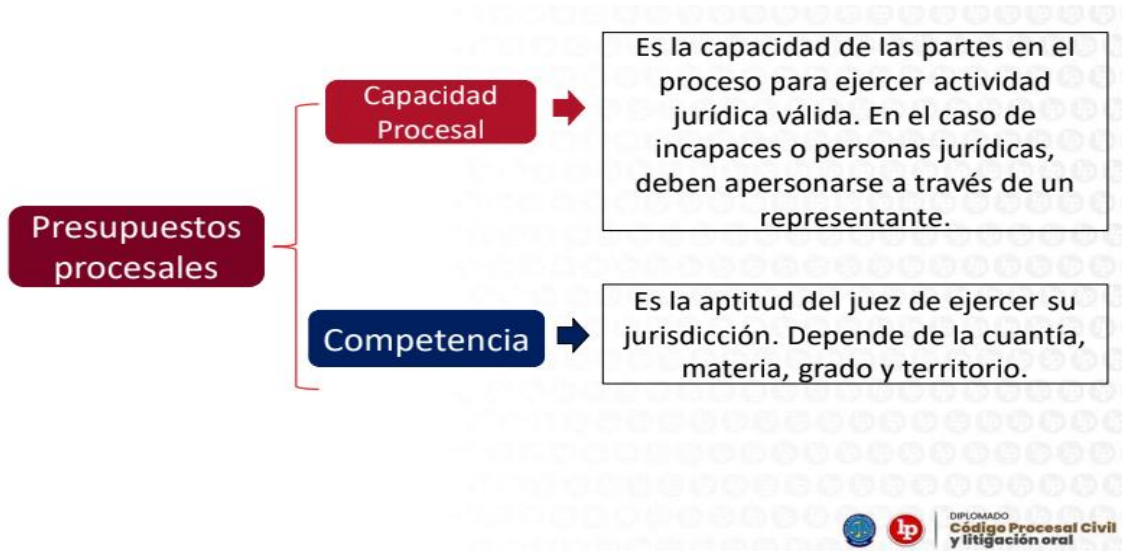 Presupuestos
procesales
Capacidad
Procesal
Es la capacidad de las partes en el
proceso para ejercer actividad
jurídica válida. En el caso de
incapaces o personas jurídicas,
deben apersonarse a través de un
representante.
Competencia
Es la aptitud del juez de ejercer su
jurisdicción. Depende de la cuantía,
materia, grado y territorio.
lp
DIPLOMADO
Código Procesal Civil
y litigación oral